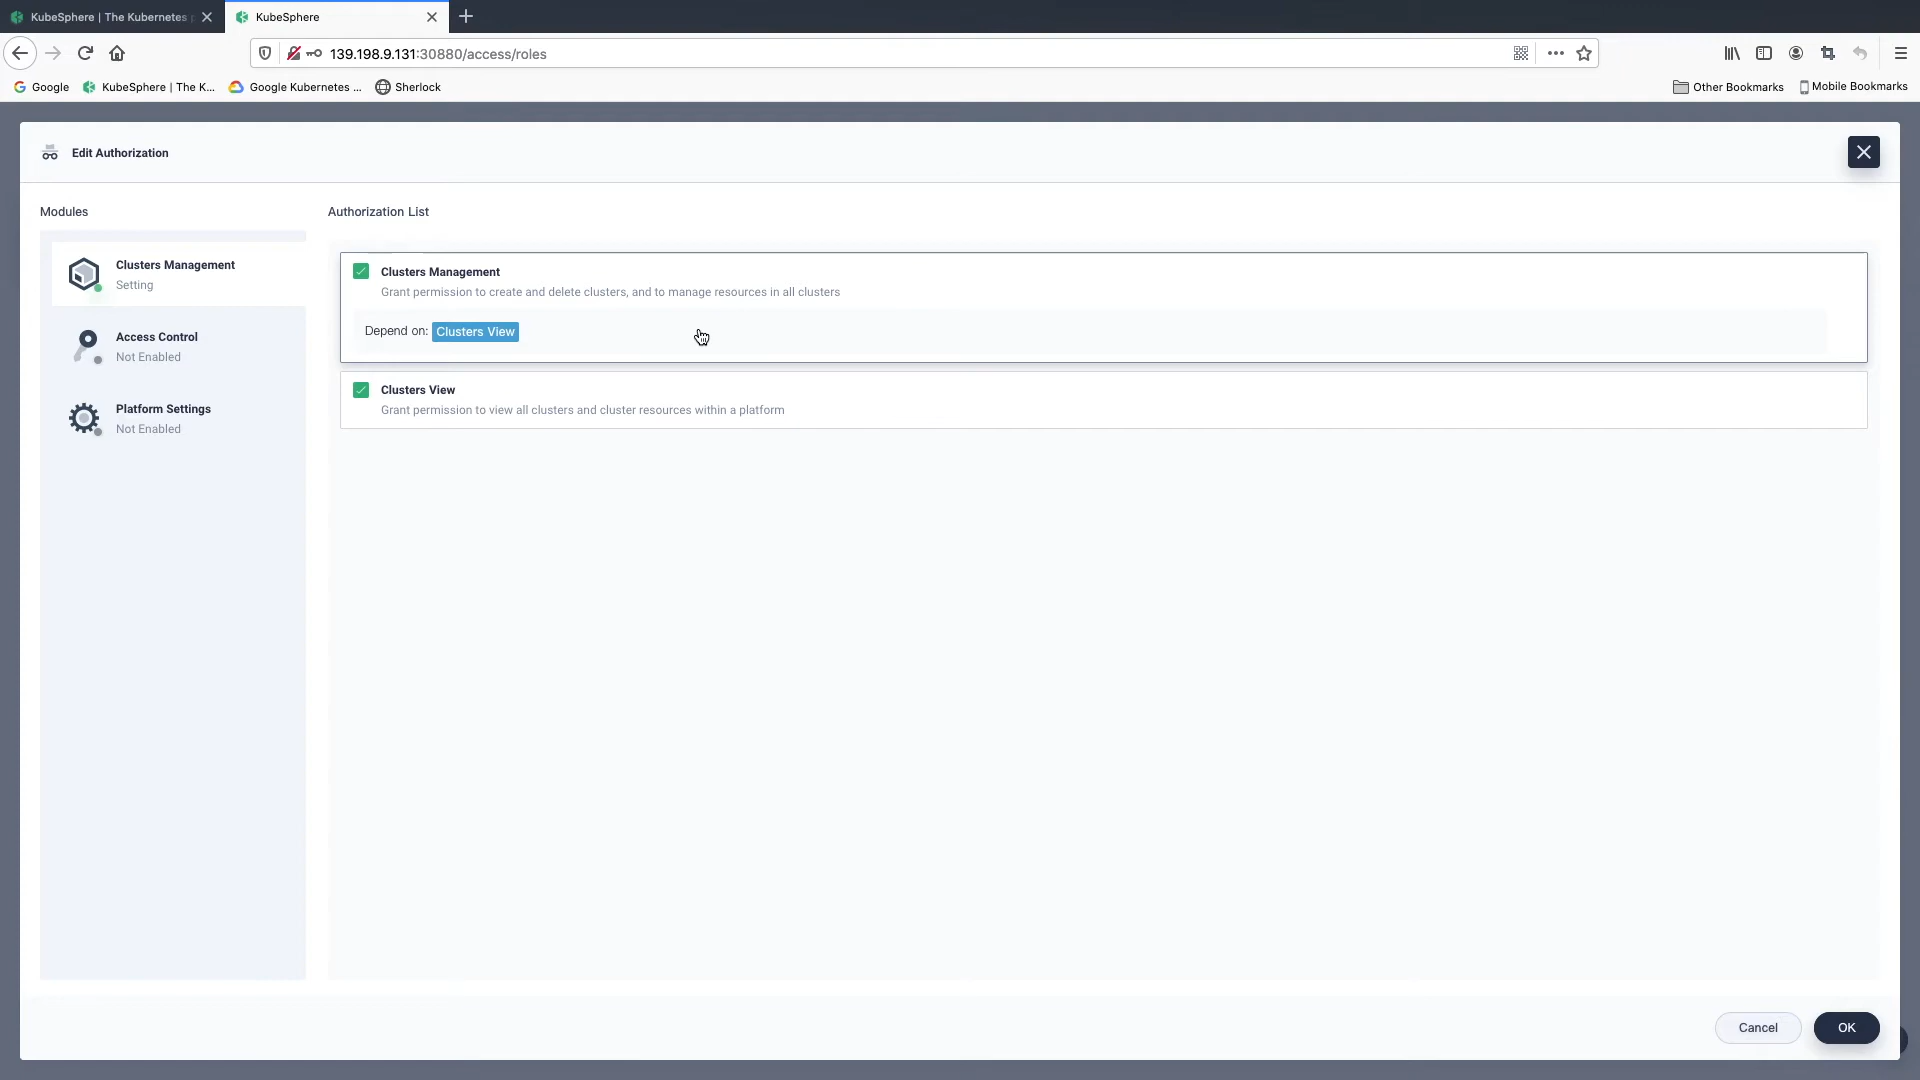 KubeSphere | The Kubernetes
KubeSphere
139.198.9.131:30880/access/roles
Google
KubeSphere | The K...
Google Kubernetes ...
Sherlock
Other Bookmarks
Mobile Bookmarks
Edit Authorization
Modules
Authorization List
Clusters Management
Setting
Access Control
Not Enabled
Platform Settings
Not Enabled
Clusters Management
Grant permission to create and delete clusters, and to manage resources in all clusters
Depend on: Clusters View
Clusters View
Grant permission to view all clusters and cluster resources within a platform
Cancel
OK